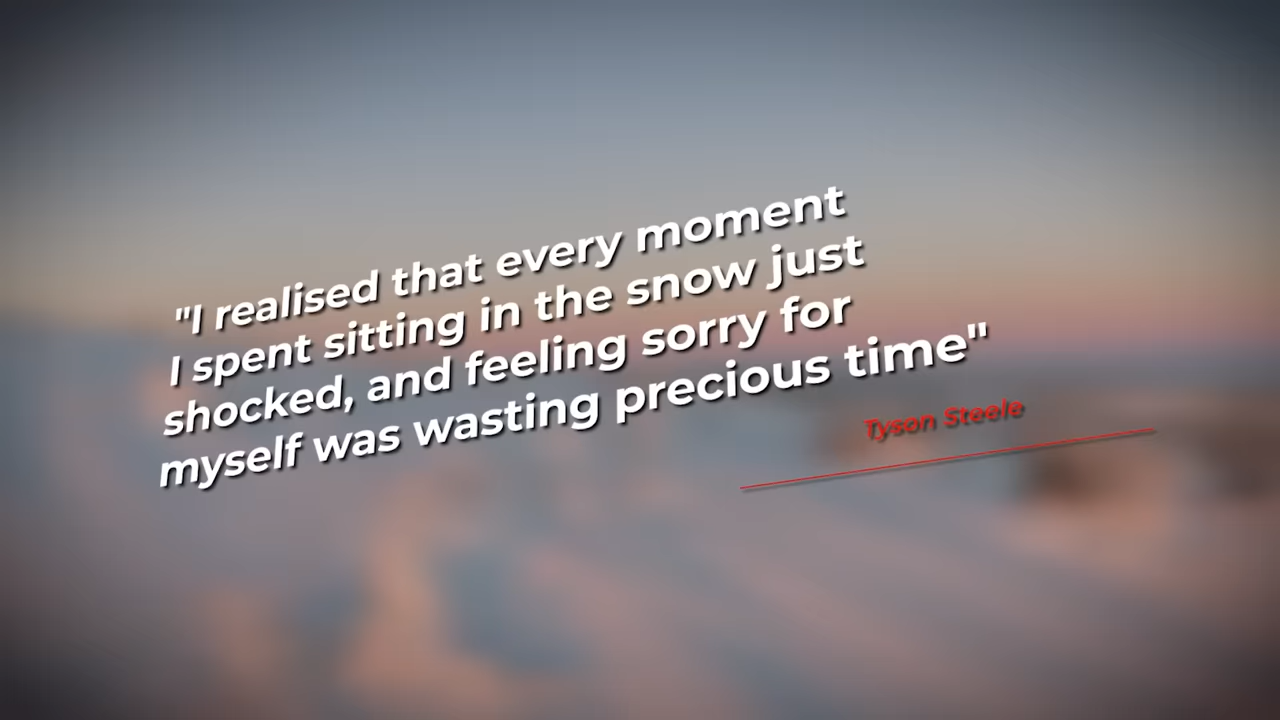 "I realised that every moment
I spent sitting in the snow just
shocked, and feeling sorry for
myself was wasting precious time"
Tyson Steele